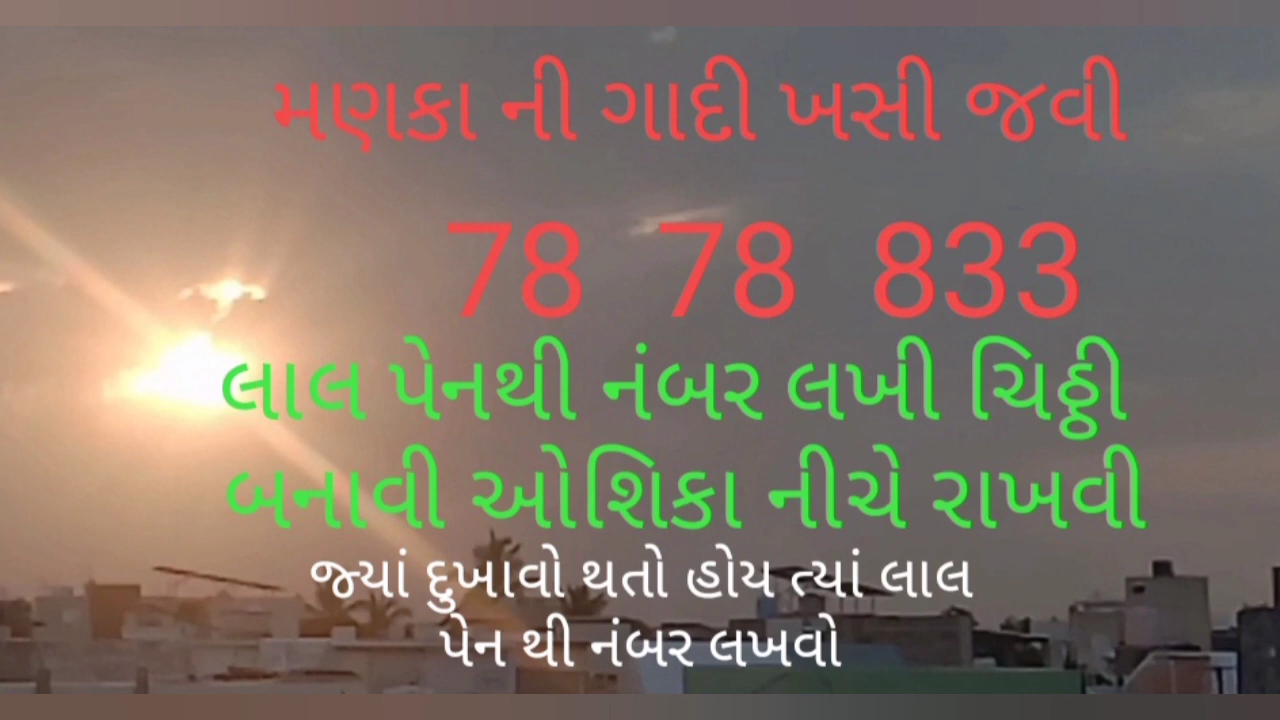 મણકા ની ગાદી ખસી જવી
78 78 833
લાલ પેનથી નંબર લખી ચિઠ્ઠી
બનાવી ઓશિકા નીચે રાખવી
જ્યાં દુખાવો થતો હોય ત્યાં લાલ
પેન થી નંબર લખવો